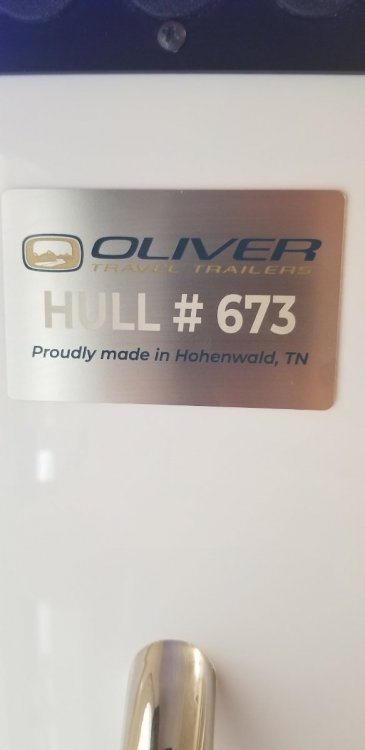 OLIVER
TRAVEL TRAILERS
HULL # 673
Proudly made in Hohenwald, TN